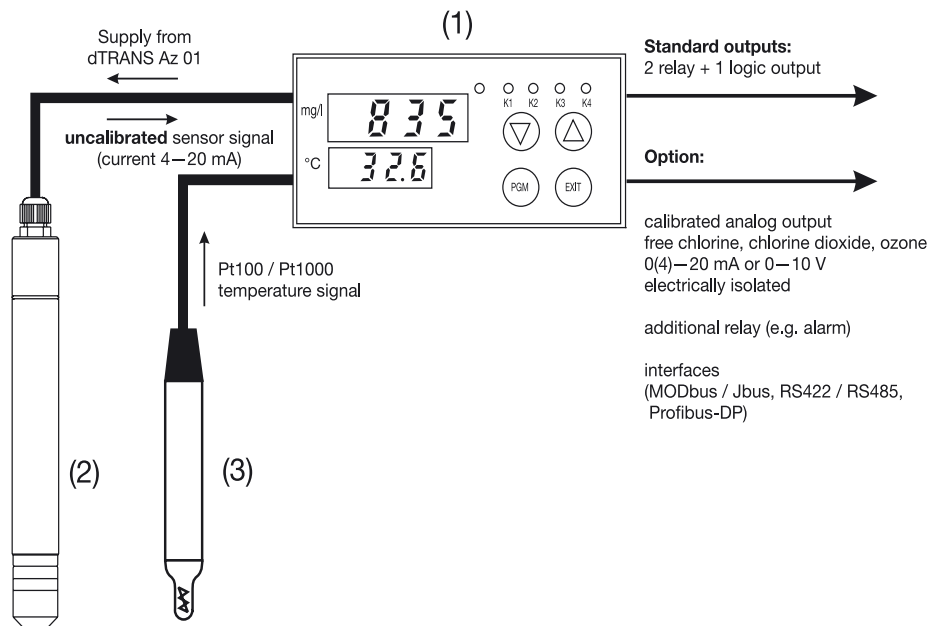 (1)
Supply from
dTRANS Az 01
uncalibrated sensor signal
(current 4—20 mA)
mg/l
835
°C
32.6
K1 K2 K3 K4
PGM EXIT
Standard outputs:
2 relay + 1 logic output
Option:
calibrated analog output
free chlorine, chlorine dioxide, ozone
0(4)—20 mA or 0—10 V
electrically isolated
additional relay (e.g. alarm)
interfaces
(MODbus / Jbus, RS422 / RS485,
Profibus-DP)
Pt100 / Pt1000
temperature signal
(2)
(3)